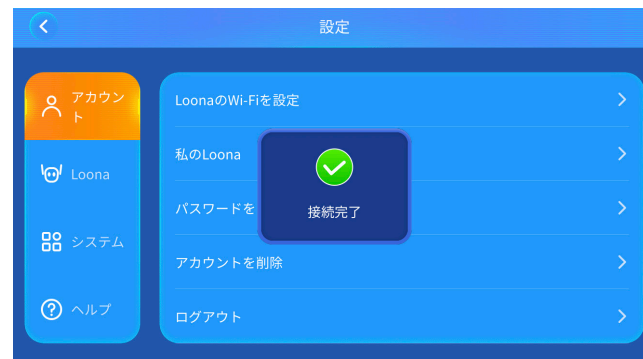 設定
アカウン
ト
Loona
システム
ヘルプ
LoonaのWi-Fiを設定
私のLoona
パスワードを
アカウントを削除
ログアウト
接続完了